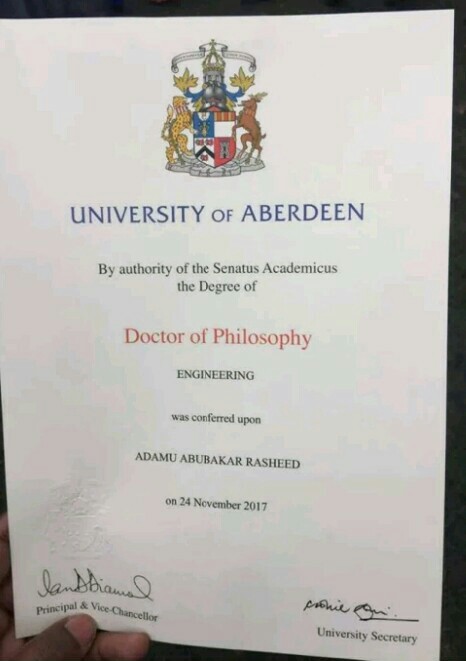 UNIVERSITY OF ABERDEEN
By authority of the Senatus Academicus
the Degree of
Doctor of Philosophy
ENGINEERING
was conferred upon
ADAMU ABUBAKAR RASHEED
on 24 November 2017
Principal & Vice-Chancellor
University Secretary